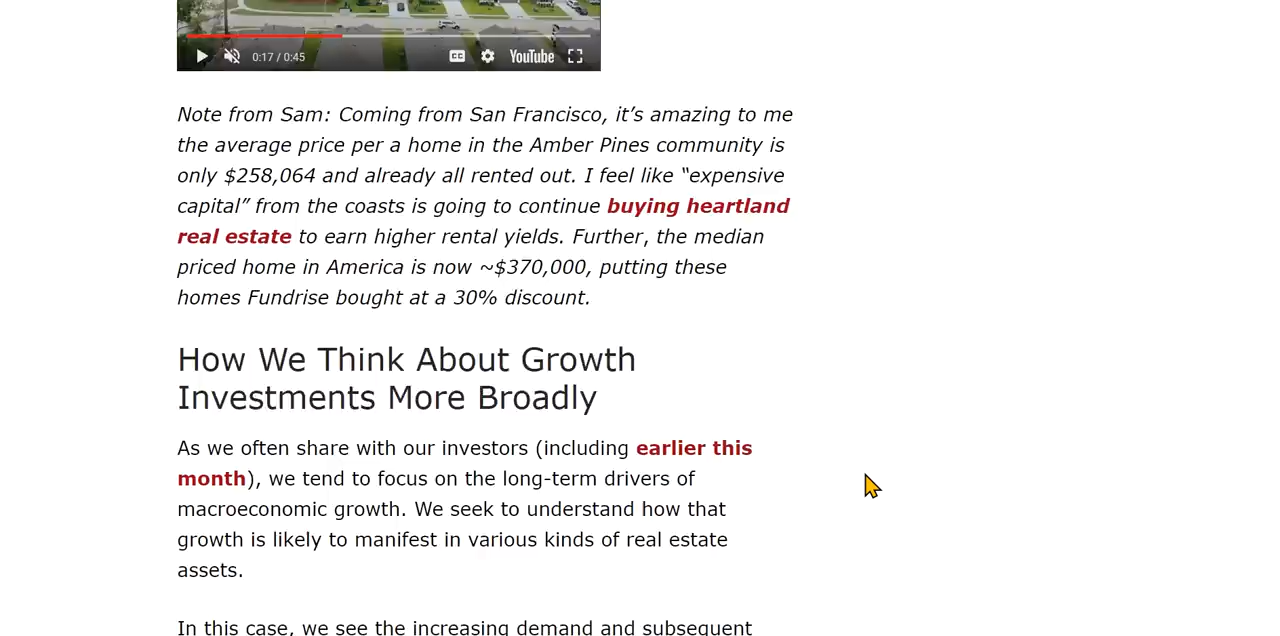 0:17 / 0:45 CC YouTube
Note from Sam: Coming from San Francisco, it’s amazing to me
the average price per a home in the Amber Pines community is
only $258,064 and already all rented out. I feel like “expensive
capital” from the coasts is going to continue buying heartland
real estate to earn higher rental yields. Further, the median
priced home in America is now ~$370,000, putting these
homes Fundrise bought at a 30% discount.
How We Think About Growth
Investments More Broadly
As we often share with our investors (including earlier this
month), we tend to focus on the long-term drivers of
macroeconomic growth. We seek to understand how that
growth is likely to manifest in various kinds of real estate
assets.
In this case, we see the increasing demand and subsequent